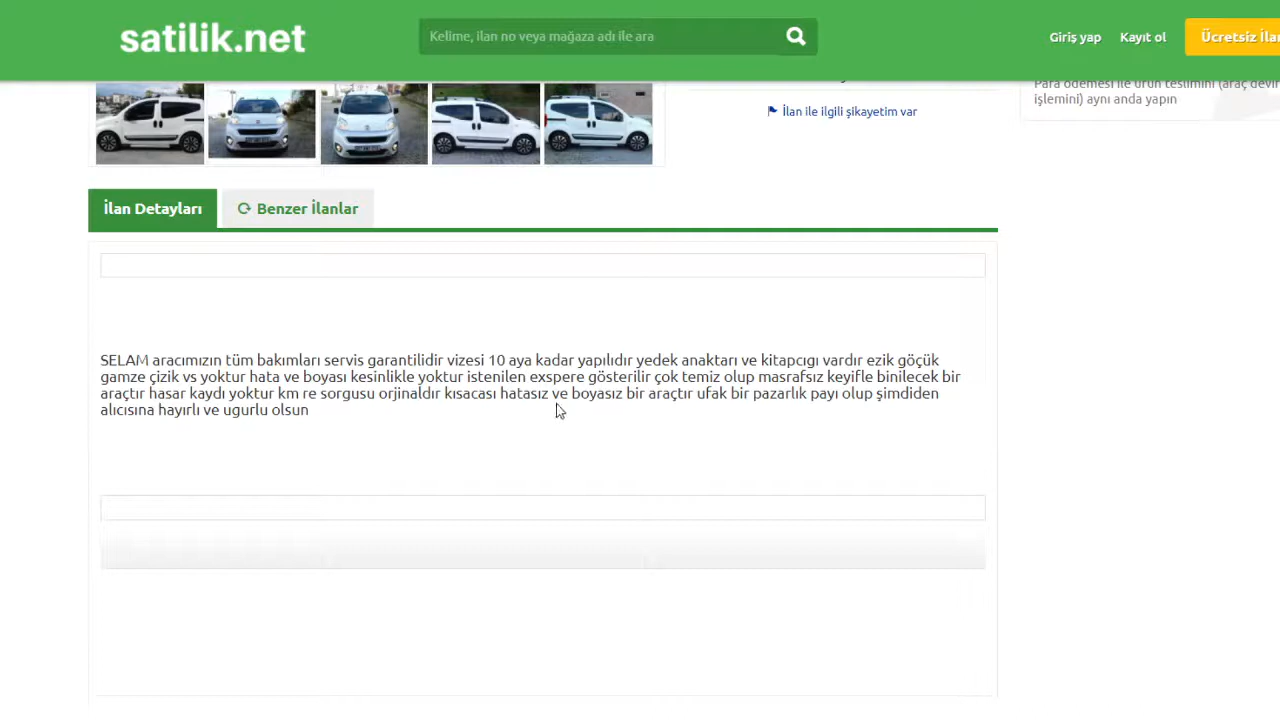 satilik.net
Kelime, ilan no veya mağaza adı ile ara
Giriş yap
Kayıt ol
Ücretsiz
Para ödemesi ile ürün teslimini (araç
işlemini) aynı anda yapın
İlan ile ilgili şikayetim var
İlan Detayları
Benzer İlanlar
SELAM aracımızın tüm bakımları servis garantilidir vizesi 10 aya kadar yapılıdır yedek anaktarı ve kitapcıgı vardır ezik göçük
gamze çizik vs yoktur hata ve boyası kesinlikle yoktur istenilen exspere gösterilir çok temiz olup masrafsız keyifle binilecek bir
araçtır hasar kaydı yoktur km re sorgusu orjinaldır kısacası hatasız ve boyasız bir araçtır ufak bir pazarlık payı olup şimdiden
alıcısına hayırlı ve ugurlu olsun